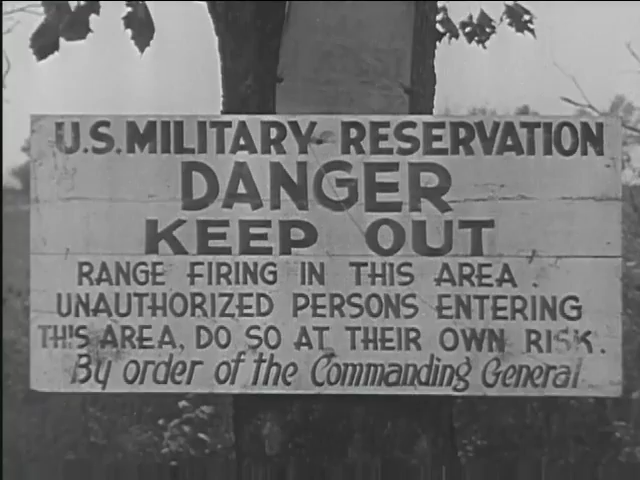 U.S. MILITARY RESERVATION
DANGER
KEEP OUT
RANGE FIRING IN THIS AREA.
UNAUTHORIZED PERSONS ENTERING
THIS AREA, DO SO AT THEIR OWN RISK.
By order of the Commanding General